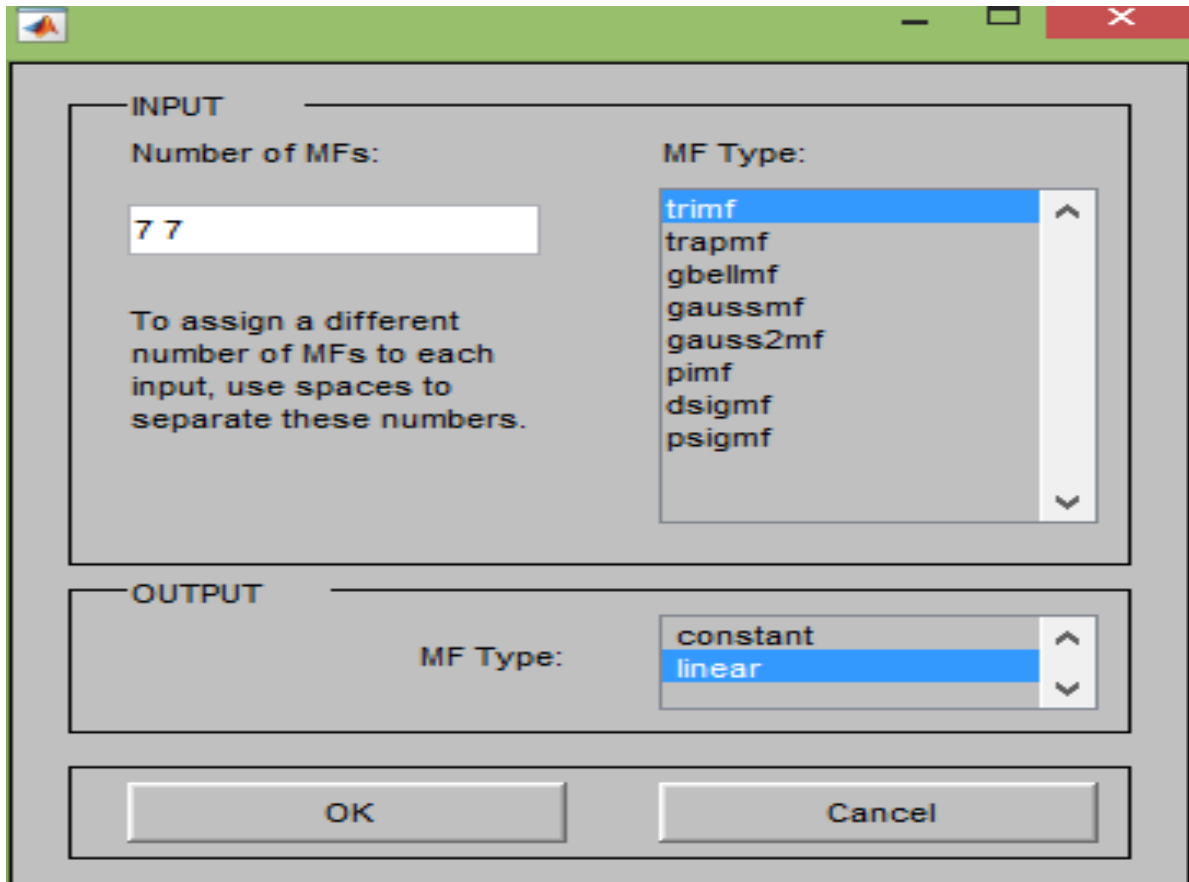 INPUT
Number of MFs:
7 7
To assign a different
number of MFs to each
input, use spaces to
separate these numbers.
MF Type:
trimf
trapmf
gbellmf
gaussmf
gauss2mf
pimf
dsigmf
psigmf
OUTPUT
MF Type:
constant
linear
OK
Cancel